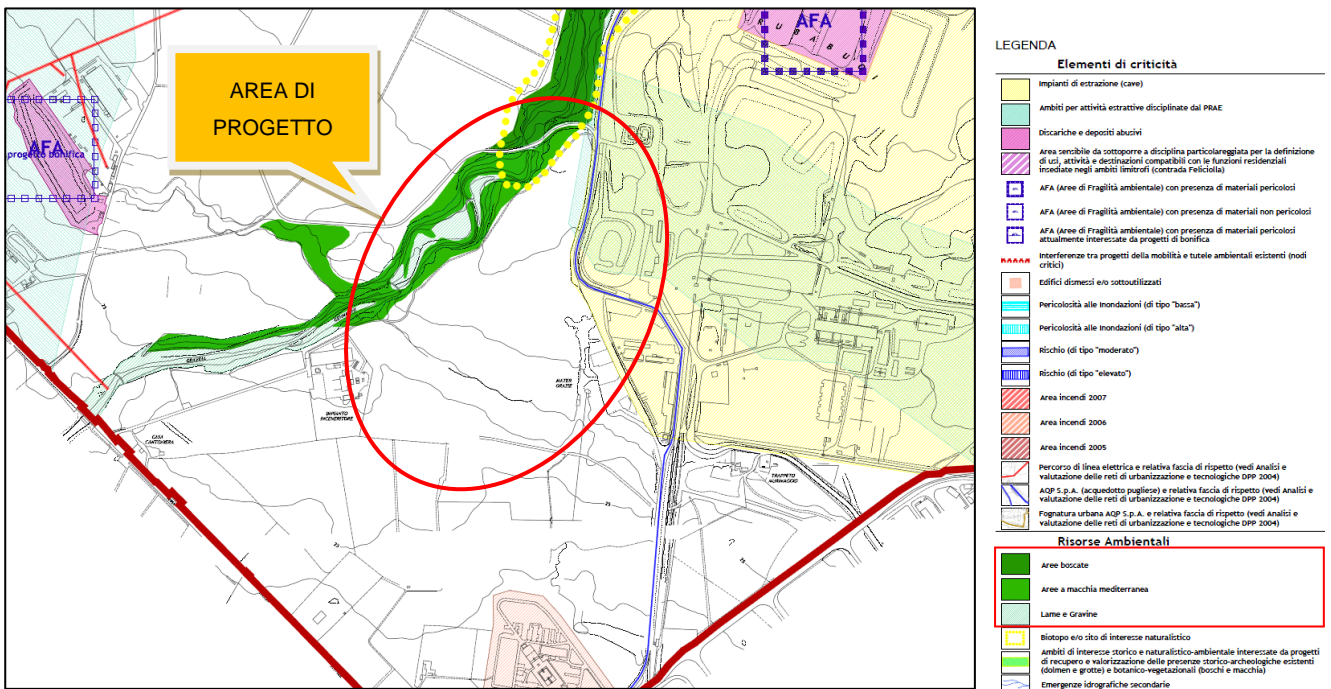 AREA DI
PROGETTO
AFA
AFA
progetto bonifica
IMPIANTO
INCENERITORE
CASA
CANTONIERA
MATER
GRAZIE
LEGENDA
Elementi di criticità
Impianti di estrazione (cave)
Ambiti per attività estrattive disciplinate dal PRAE
Discariche e depositi abusivi
Area sensibile da sottoporre a disciplina particolareggiata per la definizione
di usi, attività e destinazioni compatibili con le funzioni residenziali
insediate negli ambiti limitrofi (contrada Feliciolla)
AFA (Aree di Fragilità ambientale) con presenza di materiali pericolosi
AFA (Aree di Fragilità ambientale) con presenza di materiali non pericolosi
AFA (Aree di Fragilità ambientale) con presenza di materiali pericolosi
attualmente interessate da progetti di bonifica
Interferenze tra progetti della mobilità e tutele ambientali esistenti (nodi
critici)
Edifici dismessi e/o sottoutilizzati
Pericolosità alle Inondazioni (di tipo "bassa")
Pericolosità alle Inondazioni (di tipo "alta")
Rischio (di tipo "moderato")
Rischio (di tipo "elevato")
Area incendi 2007
Area incendi 2006
Area incendi 2005
Percorso di linea elettrica e relativa fascia di rispetto (vedi Analisi e
valutazione delle reti di urbanizzazione e tecnologiche DPP 2004)
AQP S.p.A. (acquedotto pugliese) e relativa fascia di rispetto (vedi Analisi e
valutazione delle reti di urbanizzazione e tecnologiche DPP 2004)
Fognatura urbana AQP S.p.A. e relativa fascia di rispetto (vedi Analisi e
valutazione delle reti di urbanizzazione e tecnologiche DPP 2004)
Risorse Ambientali
Aree boscate
Aree a macchia mediterranea
Lame e Gravine
Biotopo e/o sito di interesse naturalistico
Ambiti di interesse storico e naturalistico-ambientale interessate da progetti
di recupero e valorizzazione delle presenze storico-archeologiche esistenti
(dolmen e grotte) e botanico-vegetazionali (boschi e macchia)
Emergenze idrografiche secondarie